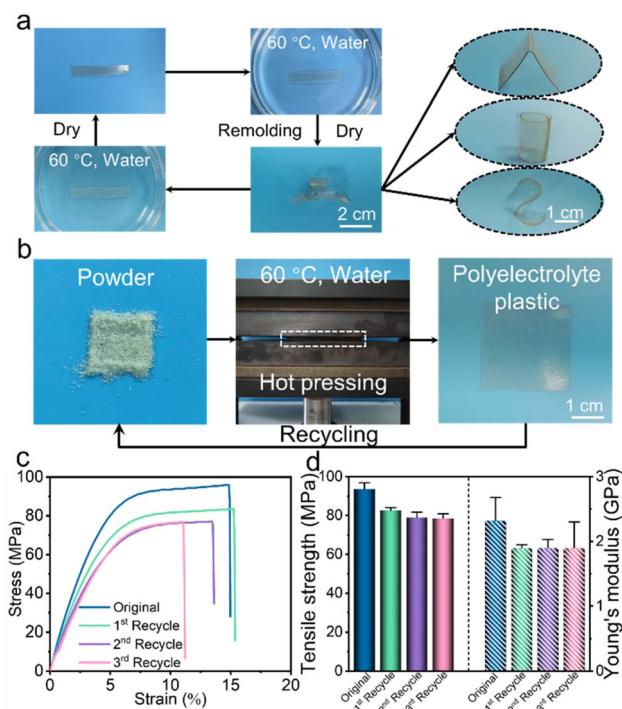 a
60 °C, Water
Dry
Remolding
Dry
60 °C, Water
2 cm
1 cm
b
Powder
60 °C, Water
Hot pressing
Polyelectrolyte
plastic
1 cm
Recycling
c
Stress (MPa)
100
80
60
40
20
0
Original
1st Recycle
2nd Recycle
3rd Recycle
0
5
10
15
20
Strain (%)
d
Tensile strength (MPa)
100
80
60
40
20
0
Original
1st Recycle
2nd Recycle
3rd Recycle
Original
1st Recycle
2nd Recycle
3rd Recycle
3
2
1
0
Young's modulus (GPa)